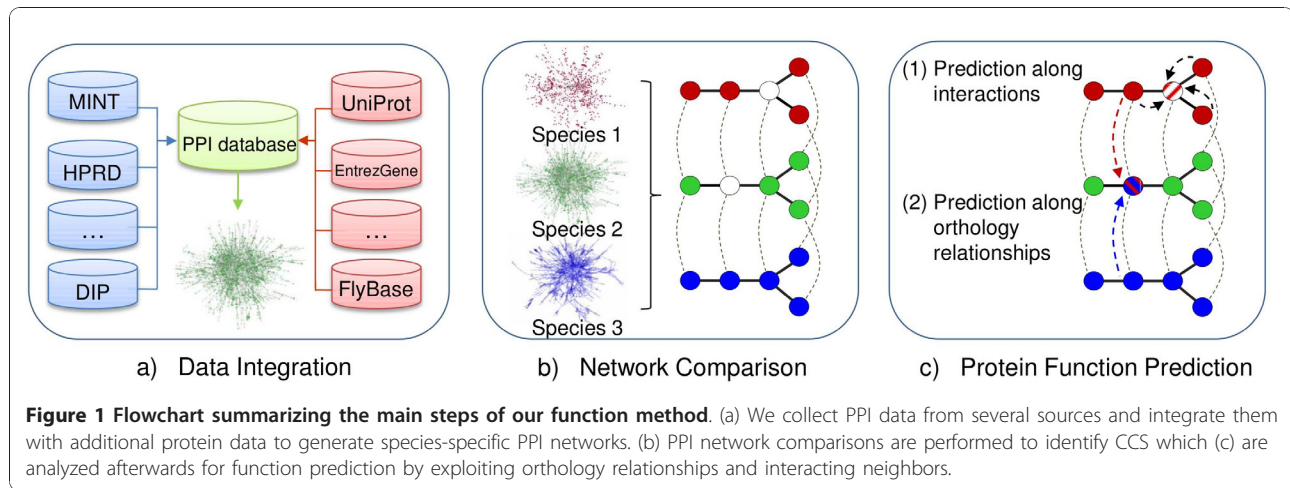 MINT
HPRD
...
DIP
PPI database
UniProt
EntrezGene
...
FlyBase
a) Data Integration
Species 1
Species 2
Species 3
b) Network Comparison
(1) Prediction along
interactions
(2) Prediction along
orthology
relationships
c) Protein Function Prediction
Figure 1 Flowchart summarizing the main steps of our function method. (a) We collect PPI data from several sources and integrate them
with additional protein data to generate species-specific PPI networks. (b) PPI network comparisons are performed to identify CCS which (c) are
analyzed afterwards for function prediction by exploiting orthology relationships and interacting neighbors.